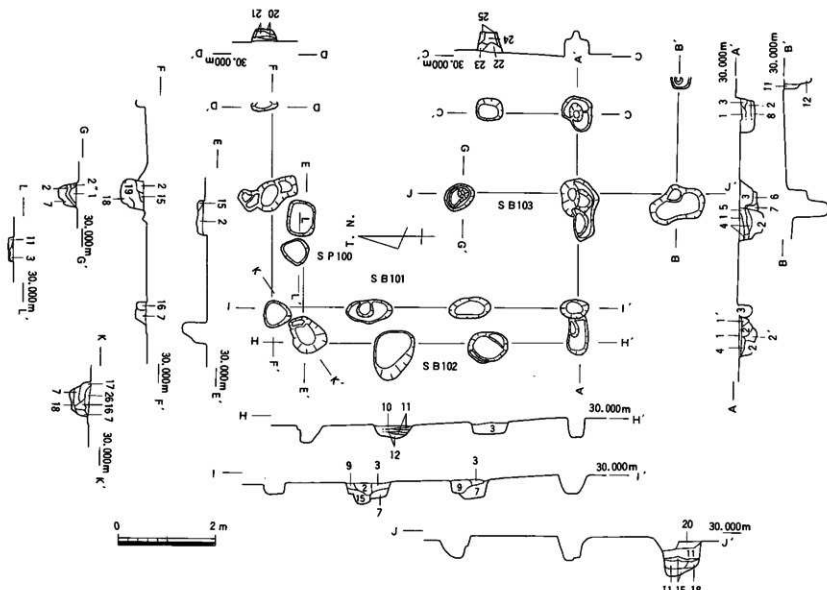 21 20
D' D
30.000m
25
24
23 22
C' C
30.000m
A'
B'
30.000m
A'
B'
30.000m
F
D' D
C' C
11
12
3 2
1 8
G
E
2 2" 1
7
30.000m
G'
19
18
2
15
15
2
E
L
G
J
SB103
J'
3
6
5 7
1
4 2
L
11
3
30.000m
L'
T.N.
G'
B
B
SP100
K
SB101
L'
I I'
16
7
3
1'
1
2
2'
4 2
H H'
F'
E'
K'
SB102
A
A
K
7
18
17
26
16
7
30.000m
K'
30.000m
F'
30.000m
E'
H 10 11 30.000m
3 H'
12
I 9 3 3 30.000m
2 9 7 I'
15
7
J 20 30.000m
J'
11
0 2m
11 15 18